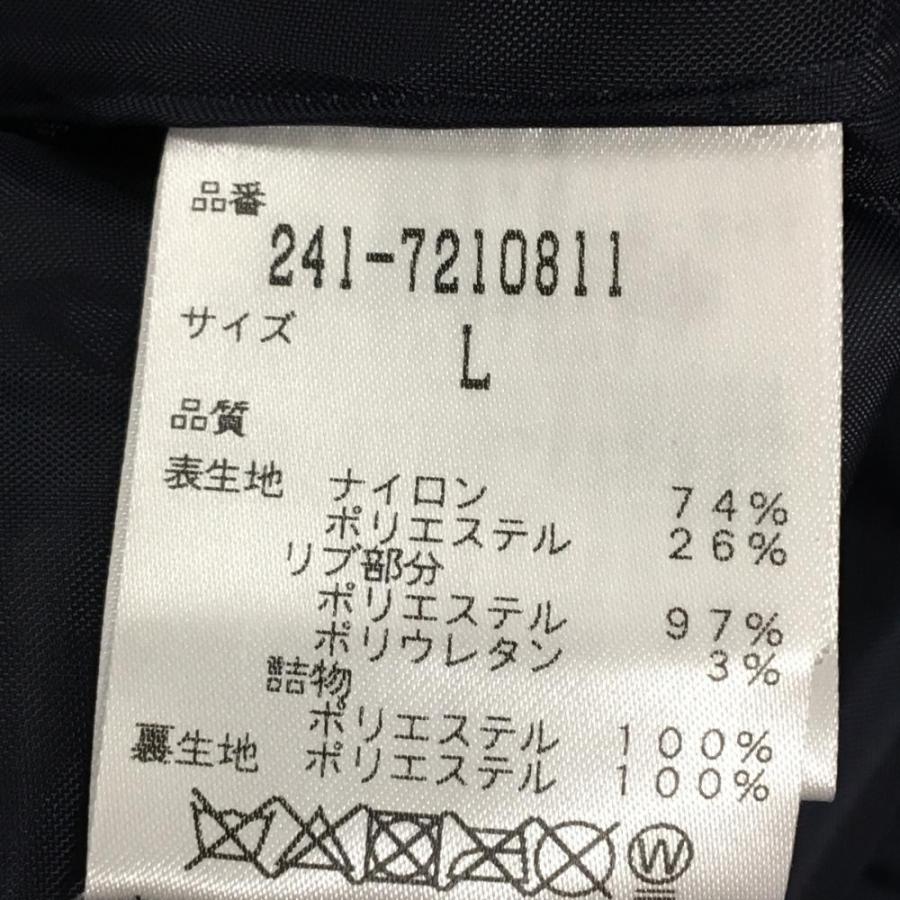 品番
241-7210811
サイズ
L
品質
表生地 ナイロン 74%
ポリエステル 26%
リブ部分
ポリエステル 97%
ポリウレタン 3%
詰物
ポリエステル 100%
裏生地 ポリエステル 100%
W